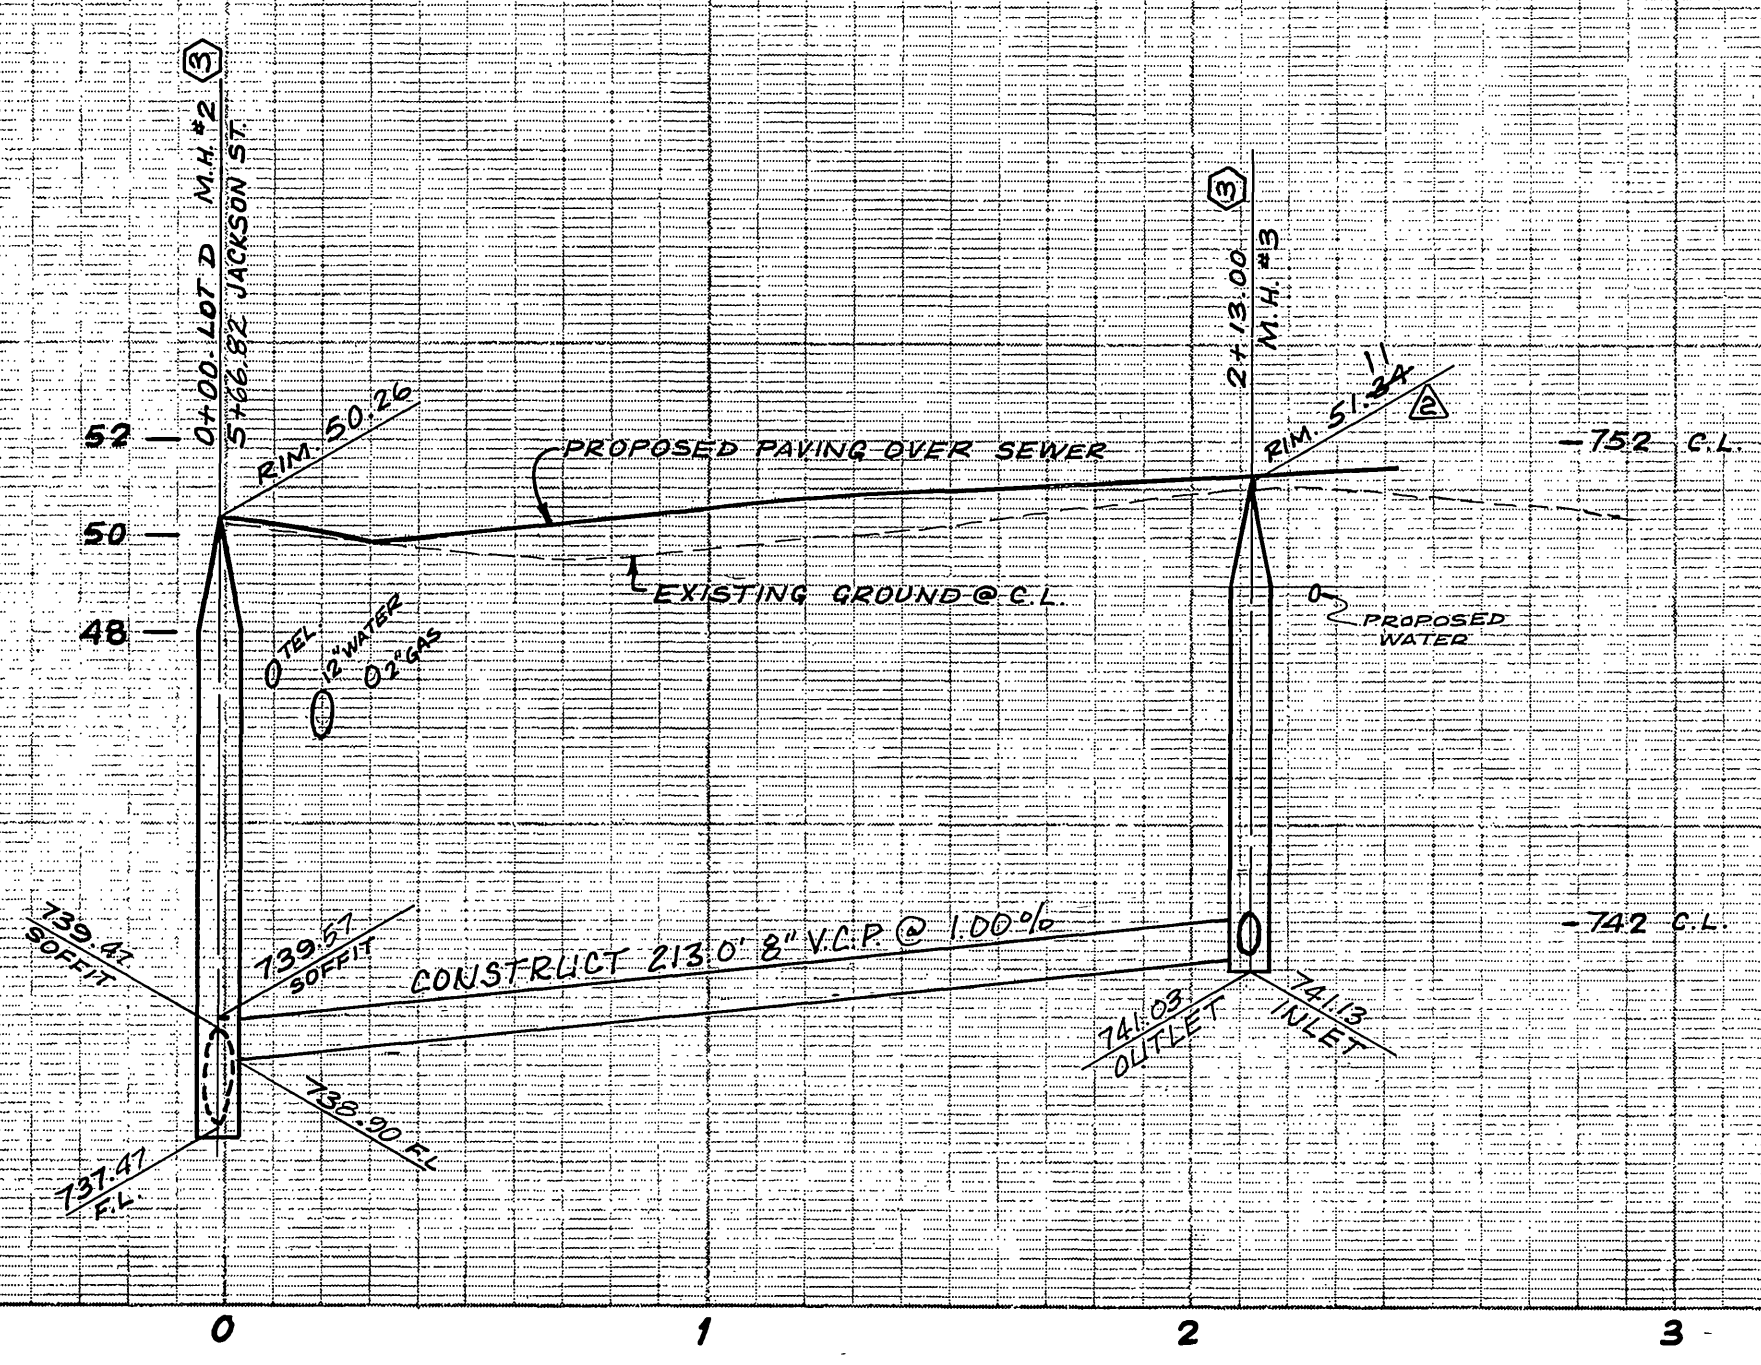 3
0+00. LOT D M.H. #2
5+66.82 JACKSON ST.
3
2+13.00
M.H. #3
RIM. 50.26
RIM. 51.24
11
2
52
50
48
-752 C.L.
PROPOSED PAVING OVER SEWER
EXISTING GROUND @ C.L.
TEL.
12" WATER
2" GAS
PROPOSED
WATER
-742 C.L.
739.47
SOFFIT
739.57
SOFFIT
CONSTRUCT 213.0' 8" V.C.P. @ 1.00%
741.03
OUTLET
741.13
INLET
738.90 F.L
737.47
F.L.
0 1 2 3